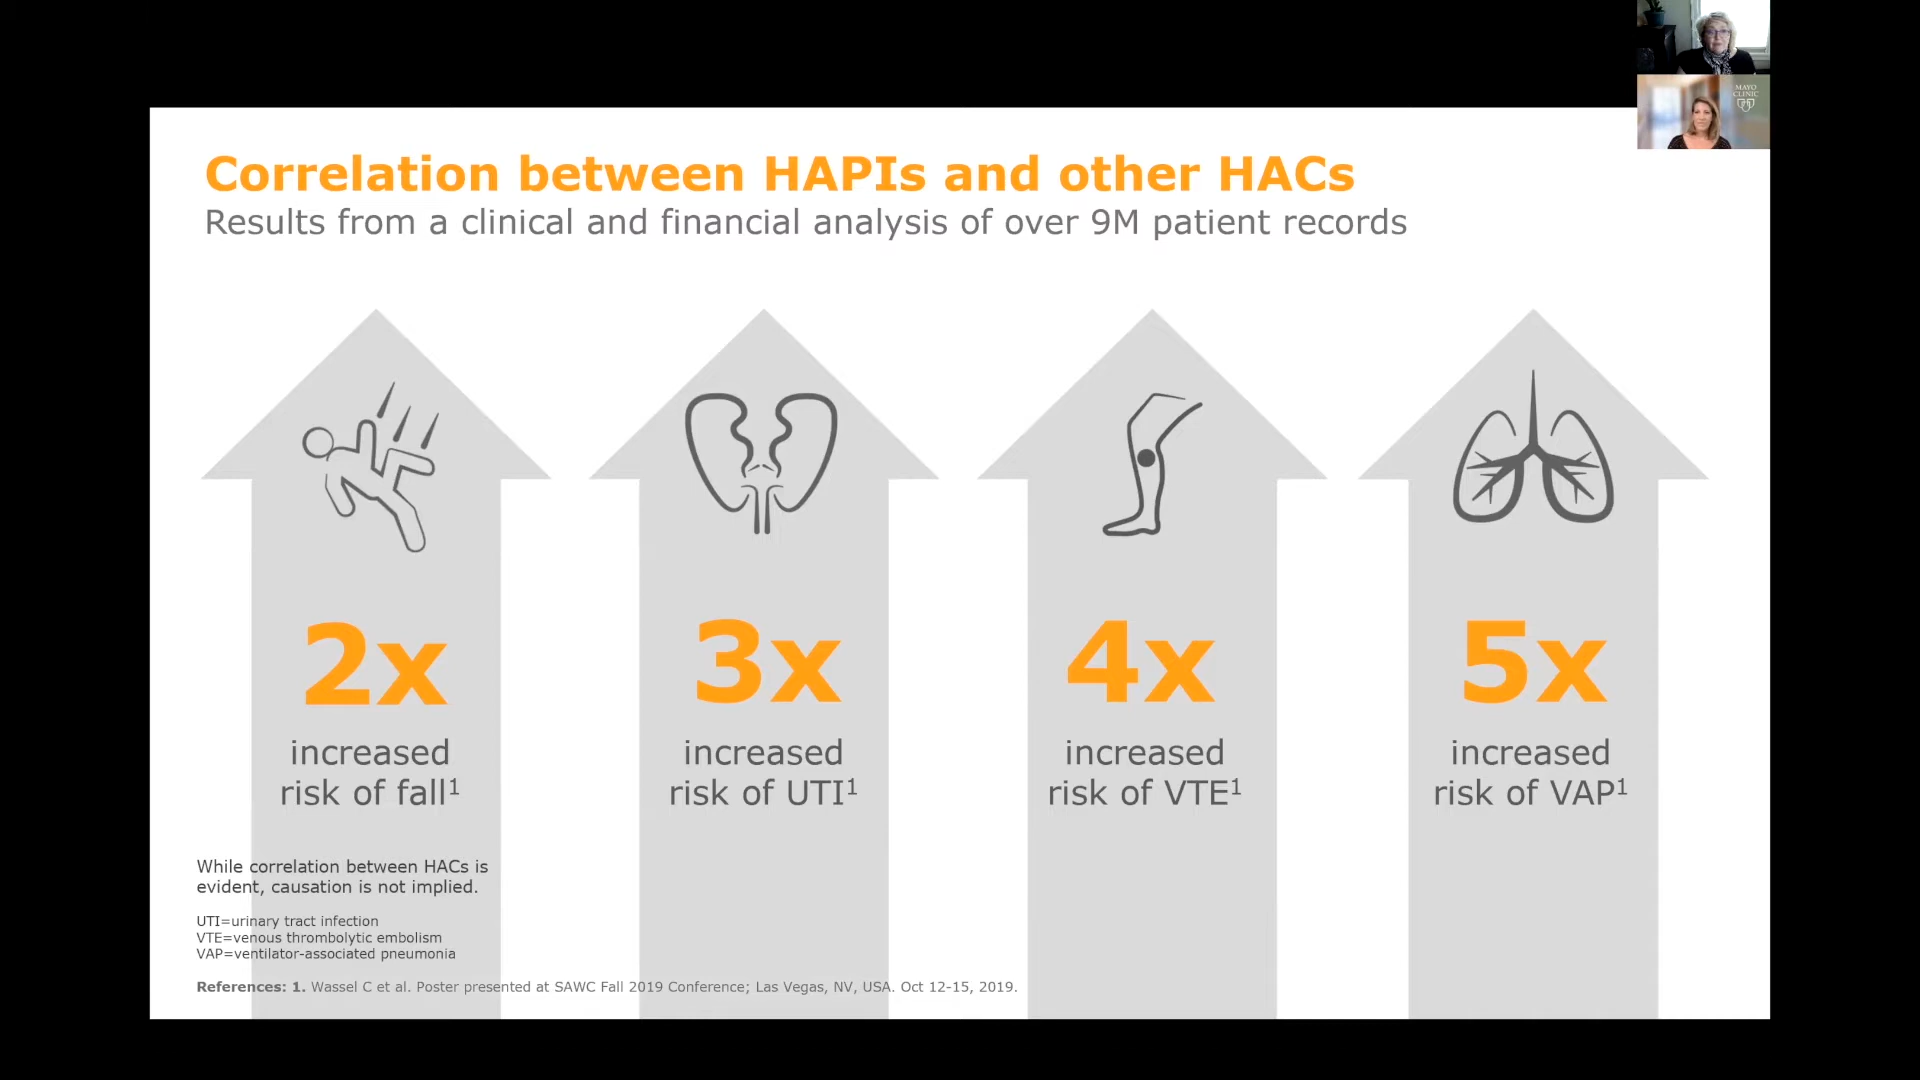 MAYO
CLINIC
Correlation between HAPIs and other HACs
Results from a clinical and financial analysis of over 9M patient records
2x
increased
risk of fall1
3x
increased
risk of UTI1
4x
increased
risk of VTE1
5x
increased
risk of VAP1
While correlation between HACs is
evident, causation is not implied.
UTI=urinary tract infection
VTE=venous thrombolytic embolism
VAP=ventilator-associated pneumonia
References: 1. Wassel C et al. Poster presented at SAWC Fall 2019 Conference; Las Vegas, NV, USA. Oct 12-15, 2019.